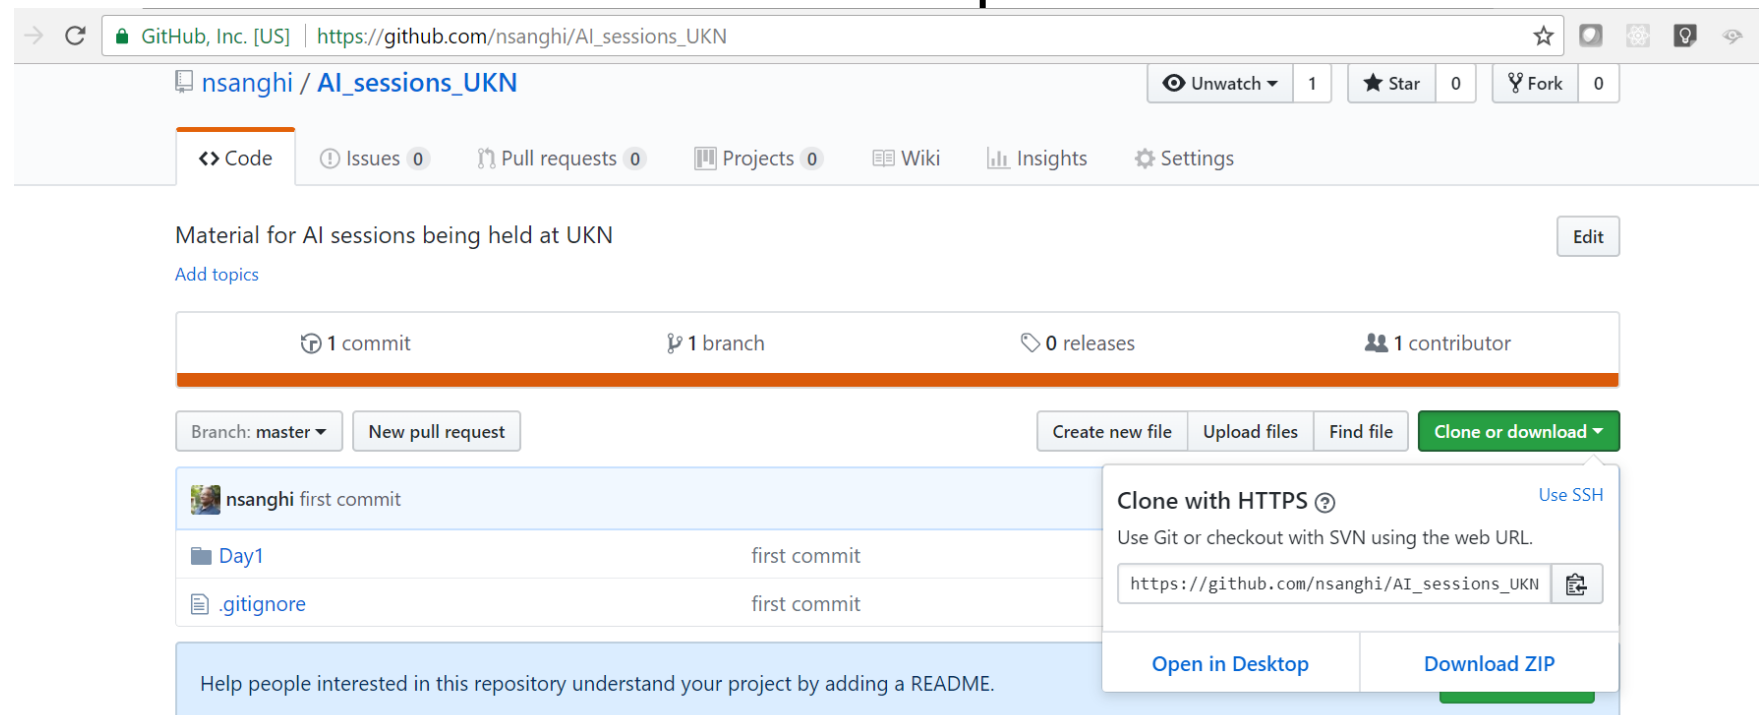 GitHub, Inc. [US] https://github.com/nsanghi/AI_sessions_UKN
nsanghi / AI_sessions_UKN Unwatch 1 Star 0 Fork 0
Code Issues 0 Pull requests 0 Projects 0 Wiki Insights Settings
Material for AI sessions being held at UKN Edit
Add topics
1 commit 1 branch 0 releases 1 contributor
Branch: master New pull request Create new file Upload files Find file Clone or download
nsanghi first commit
Clone with HTTPS Use SSH
Use Git or checkout with SVN using the web URL.
Day1 first commit
https://github.com/nsanghi/AI_sessions_UKN
.gitignore first commit
Open in Desktop Download ZIP
Help people interested in this repository understand your project by adding a README.